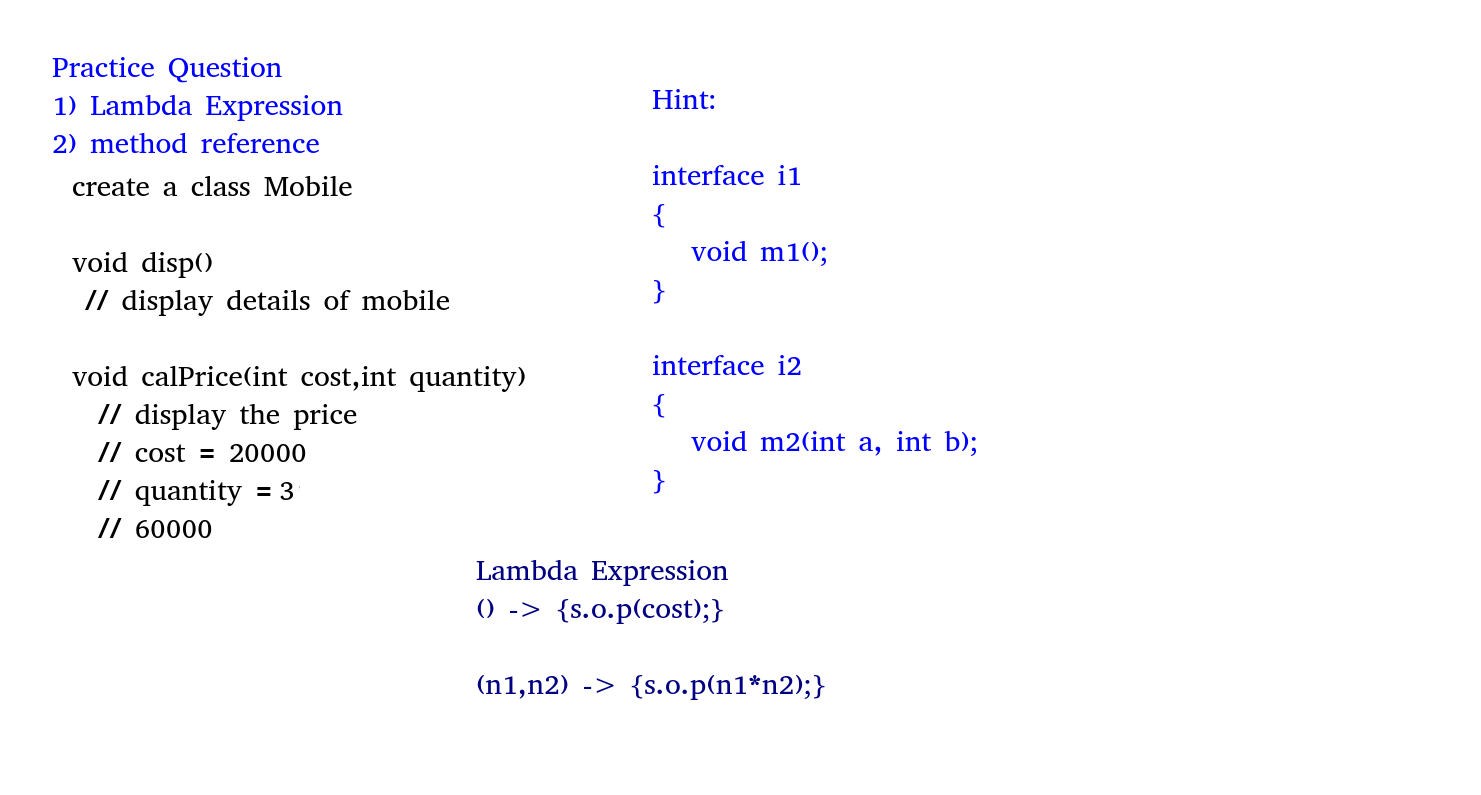 Practice Question
1) Lambda Expression
2) method reference
create a class Mobile
void disp()
// display details of mobile
void calPrice(int cost,int quantity)
// display the price
// cost = 20000
// quantity = 3
// 60000
Hint:
interface i1
{
void m1();
}
interface i2
{
void m2(int a, int b);
}
Lambda Expression
() -> {s.o.p(cost);}
(n1,n2) -> {s.o.p(n1*n2);}